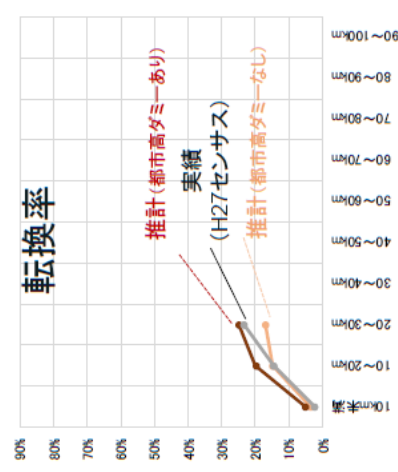 転換率
推計(都市高ダミーあり)
実績
(H27センサス)
推計(都市高ダミーなし)
90%
80%
70%
60%
50%
40%
30%
20%
10%
0%
10km未満
10～20km
20～30km
30～40km
40～50km
50～60km
60～70km
70～80km
80～90km
90～100k